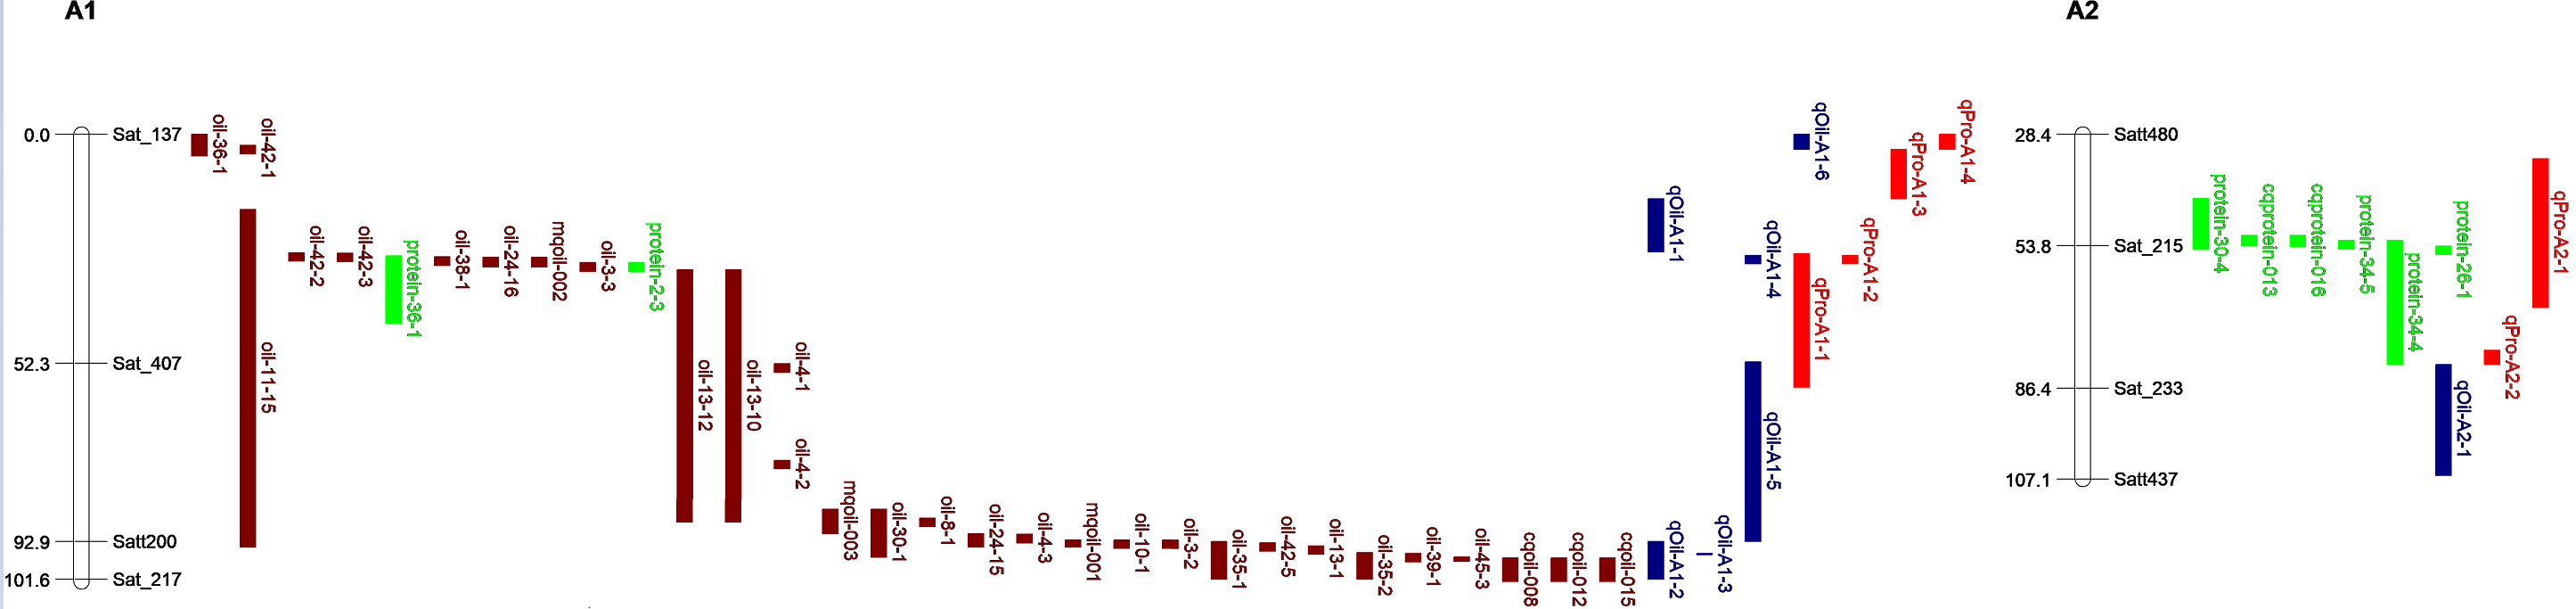 A1
A2
0.0
Sat_137
52.3
Sat_407
92.9
Satt200
101.6
Sat_217
oil-36-1
oil-42-1
oil-11-15
oil-42-2
oil-42-3
protein-36-1
oil-38-1
oil-24-16
mqoil-002
oil-3-3
protein-2-3
oil-13-12
oil-13-10
oil-4-1
oil-4-2
mqoil-003
oil-30-1
oil-8-1
oil-24-15
oil-4-3
mqoil-001
oil-10-1
oil-3-2
oil-35-1
oil-42-5
oil-13-1
oil-35-2
oil-39-1
oil-45-3
cqoil-008
cqoil-012
cqoil-015
qOil-A1-1
qOil-A1-2
qOil-A1-3
qOil-A1-4
qOil-A1-5
qOil-A1-6
qPro-A1-1
qPro-A1-2
qPro-A1-3
qPro-A1-4
28.4
Satt480
53.8
Sat_215
86.4
Sat_233
107.1
Satt437
protein-30-4
cqprotein-013
cqprotein-016
protein-34-5
protein-34-4
protein-26-1
qOil-A2-1
qPro-A2-2
qPro-A2-1